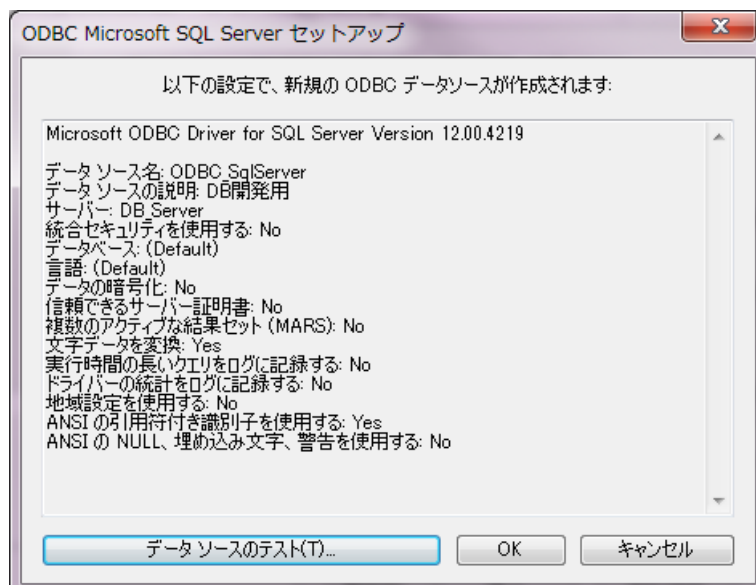 ODBC Microsoft SQL Server セットアップ
以下の設定で、新規の ODBC データソースが作成されます:
Microsoft ODBC Driver for SQL Server Version 12.00.4219
データ ソース名: ODBC_SqlServer
データ ソースの説明: DB開発用
サーバー: DB_Server
統合セキュリティを使用する: No
データベース: (Default)
言語: (Default)
データの暗号化: No
信頼できるサーバー証明書: No
複数のアクティブな結果セット (MARS): No
文字データを変換: Yes
実行時間の長いクエリをログに記録する: No
ドライバーの統計をログに記録する: No
地域設定を使用する: No
ANSI の引用符付き識別子を使用する: Yes
ANSI の NULL、埋め込み文字、警告を使用する: No
データ ソースのテスト(T)...
OK
キャンセル